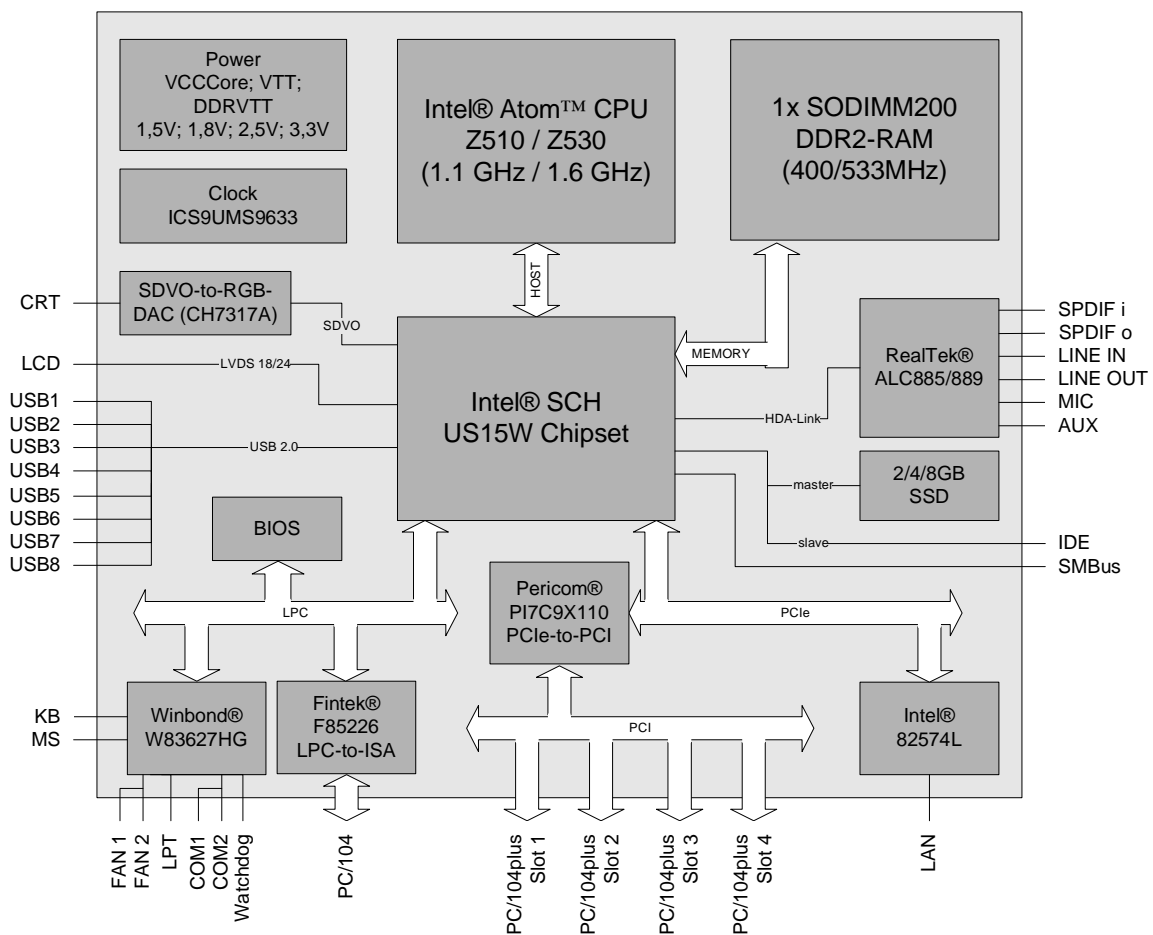 Power
VCCCore; VTT;
DDRVTT
1,5V; 1,8V; 2,5V; 3,3V
Intel® Atom™ CPU
Z510 / Z530
(1.1 GHz / 1.6 GHz)
1x SODIMM200
DDR2-RAM
(400/533MHz)
Clock
ICS9UMS9633
HOST
CRT
SDVO-to-RGB-
DAC (CH7317A)
SDVO
MEMORY
LCD
LVDS 18/24
Intel® SCH
US15W Chipset
RealTek®
ALC885/889
HDA-Link
SPDIF i
SPDIF o
LINE IN
LINE OUT
MIC
AUX
USB1
USB2
USB3
USB4
USB5
USB6
USB7
USB8
USB 2.0
master
2/4/8GB
SSD
slave
IDE
SMBus
BIOS
LPC
Pericom®
PI7C9X110
PCIe-to-PCI
PCIe
KB
MS
Winbond®
W83627HG
Fintek®
F85226
LPC-to-ISA
PCI
Intel®
82574L
FAN 1
FAN 2
LPT
COM1
COM2
Watchdog
PC/104
PC/104plus
Slot 1
PC/104plus
Slot 2
PC/104plus
Slot 3
PC/104plus
Slot 4
LAN